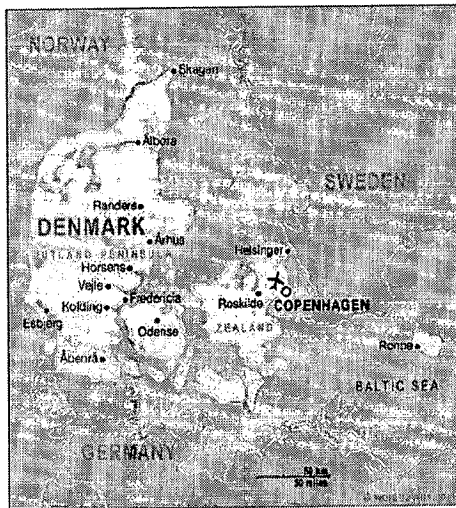 NORWAY
Skagen
Ålborg
SWEDEN
Randers
DENMARK
Århus
JUTLAND PENINSULA
Helsingør
Horsens
Vejle
Fredericia
Roskilde
COPENHAGEN
Kolding
Esbjerg
Odense
ZEALAND
Rønne
Åbenrå
BALTIC SEA
GERMANY
50 km
50 miles